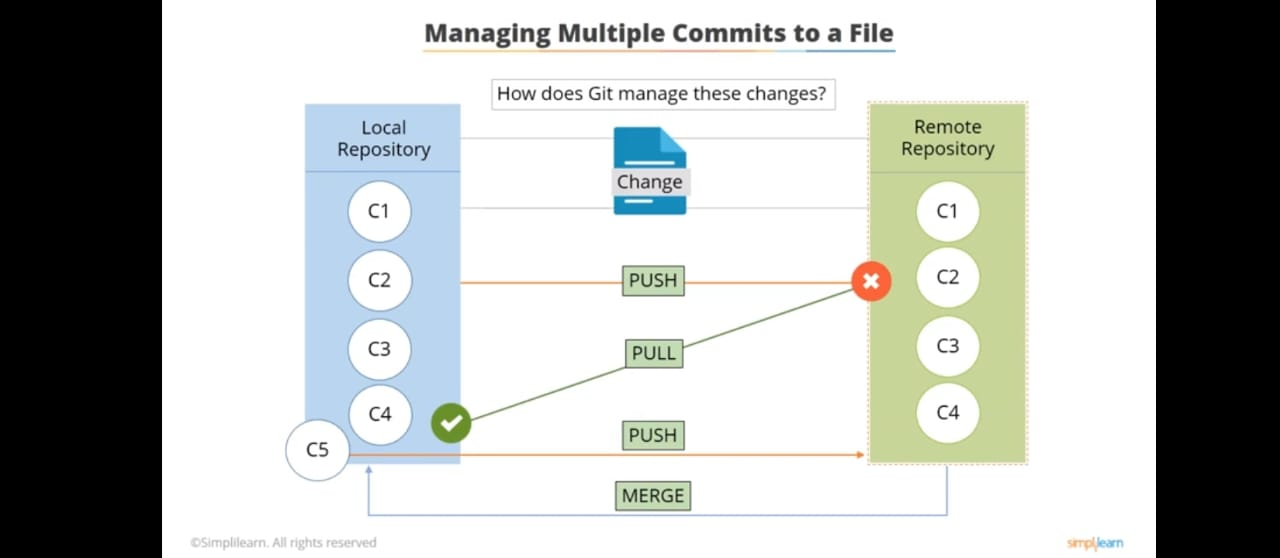 Managing Multiple Commits to a File
How does Git manage these changes?
Local
Repository
Remote
Repository
Change
C1
C1
C2
PUSH
C2
C3
PULL
C3
C4
C4
C5
PUSH
MERGE
©Simplilearn. All rights reserved
simplilearn